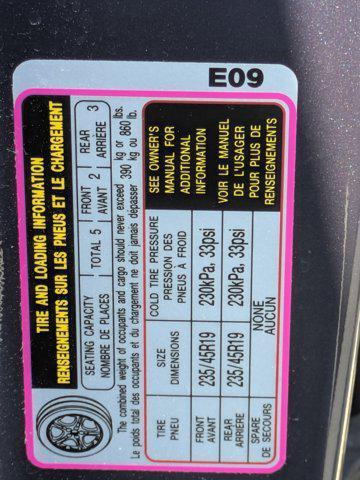 E09
TIRE AND LOADING INFORMATION
RENSEIGNEMENTS SUR LES PNEUS ET LE CHARGEMENT
SEATING CAPACITY
NOMBRE DE PLACES
TOTAL 5
FRONT
AVANT
2
REAR
ARRIÈRE
3
The combined weight of occupants and cargo should never exceed 390 kg or 860 lbs.
Le poids total des occupants et du chargement ne doit jamais dépasser 390 kg ou 860 lb.
TIRE
PNEU
SIZE
DIMENSIONS
COLD TIRE PRESSURE
PRESSION DES
PNEUS À FROID
FRONT
AVANT
235/45R19
230kPa, 33psi
REAR
ARRIÈRE
235/45R19
230kPa, 33psi
SPARE
DE SECOURS
NONE
AUCUN
SEE OWNER'S
MANUAL FOR
ADDITIONAL
INFORMATION
VOIR LE MANUEL
DE L'USAGER
POUR PLUS DE
RENSEIGNEMENTS